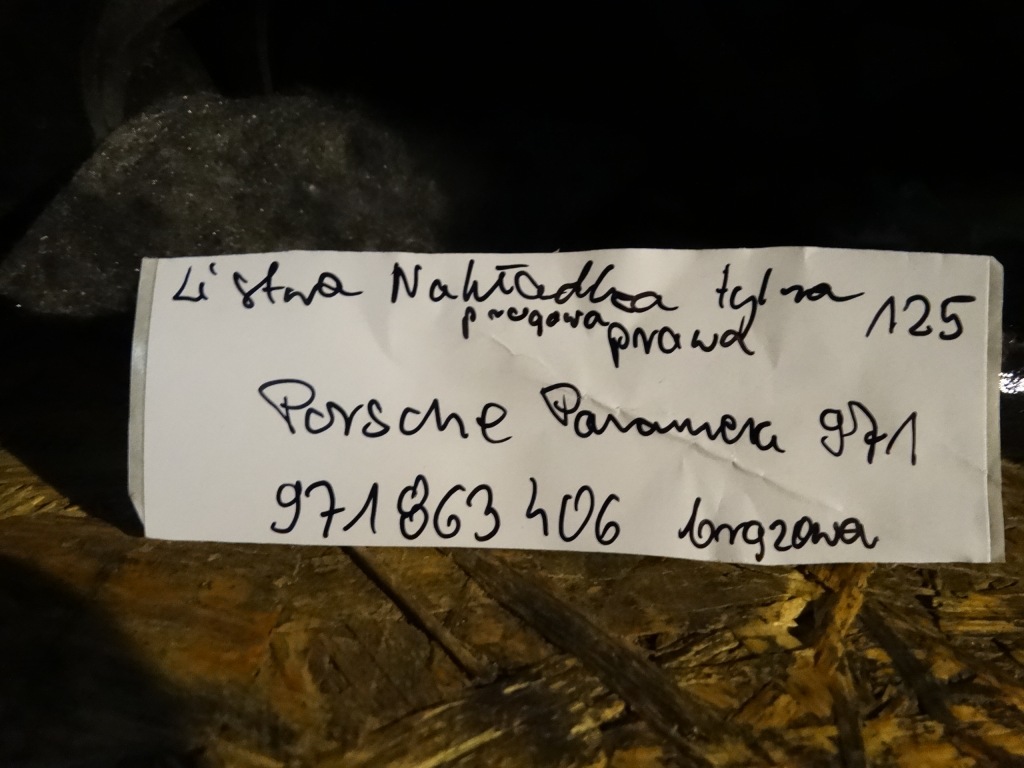 Listwa Nakładka tylna 125
progowa prawa
Porsche Panamera 971
971 863 406 brązowa